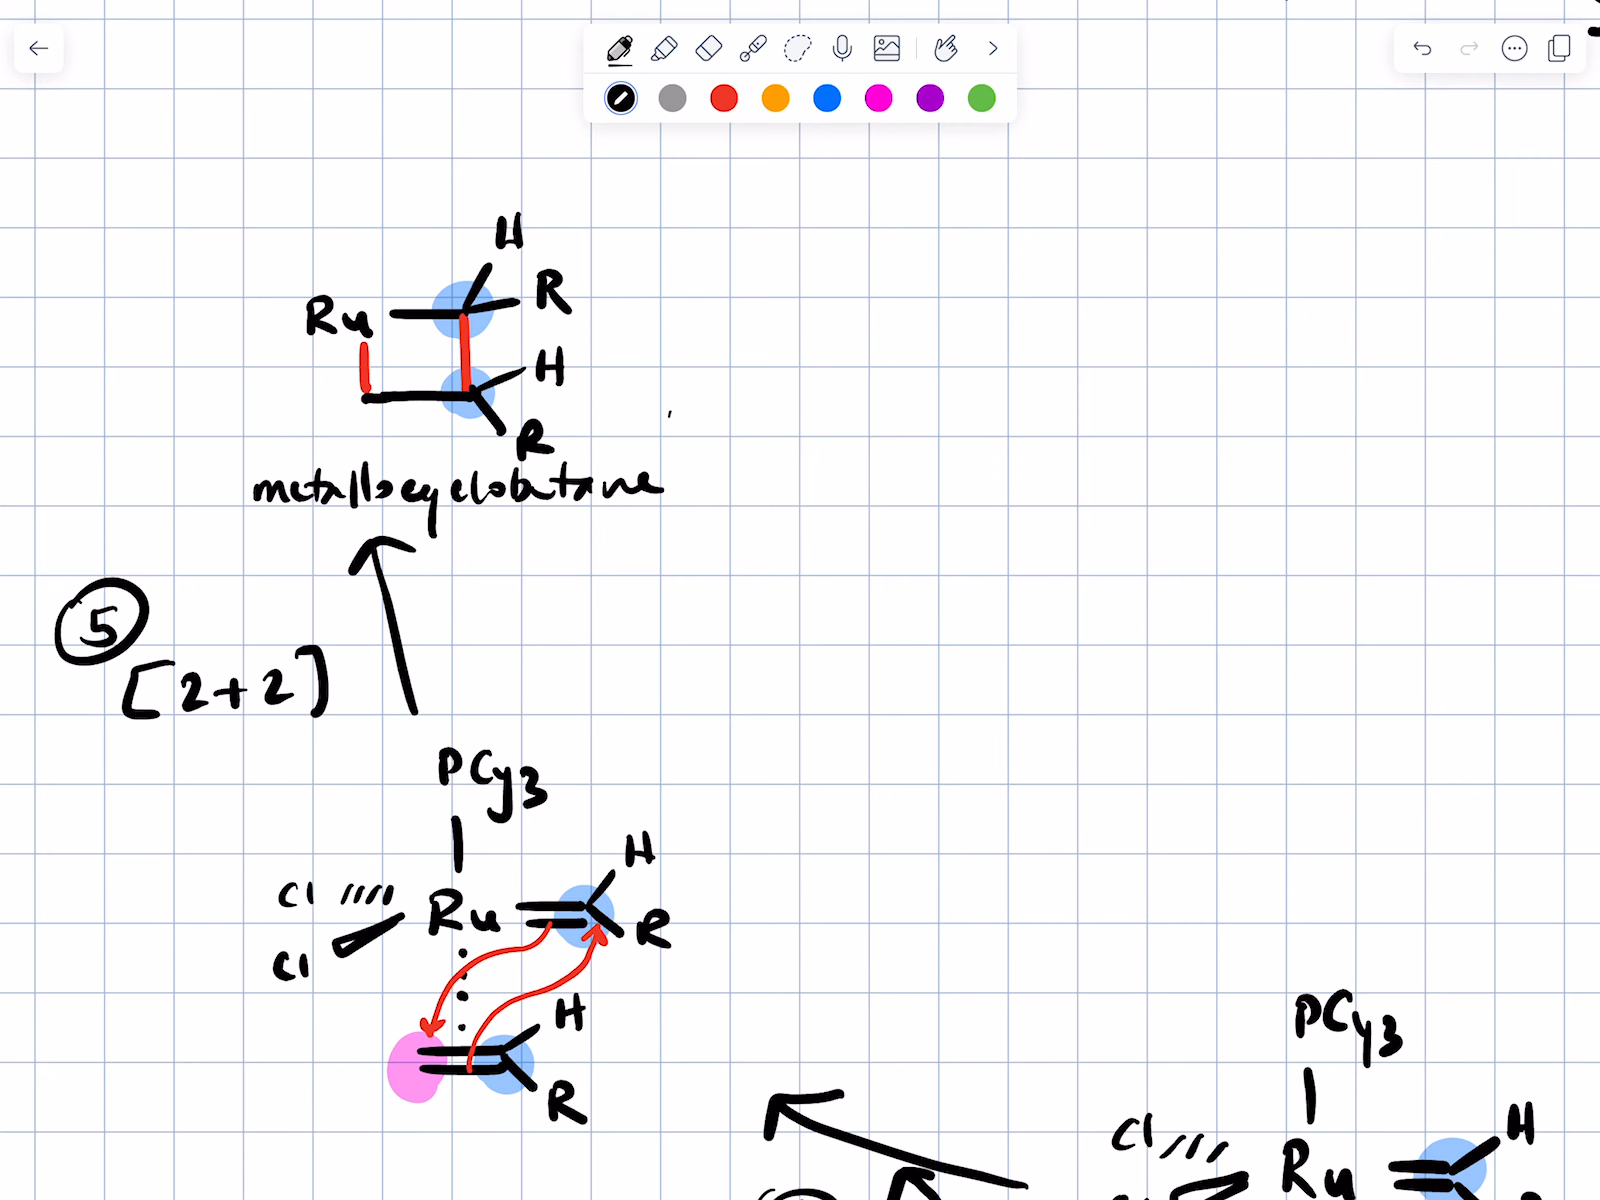 H
Ru R
H
R
metallocyclobutane
5
[2+2]
PCy3
H
Cl Ru R
Cl
H
R
PCy3
Cl H
Ru